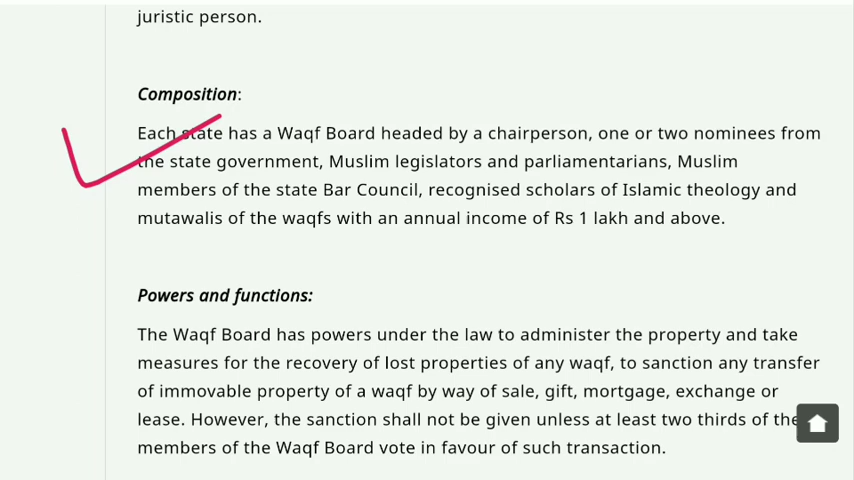 juristic person.
Composition:
Each state has a Waqf Board headed by a chairperson, one or two nominees from
the state government, Muslim legislators and parliamentarians, Muslim
members of the state Bar Council, recognised scholars of Islamic theology and
mutawalis of the waqfs with an annual income of Rs 1 lakh and above.
Powers and functions:
The Waqf Board has powers under the law to administer the property and take
measures for the recovery of lost properties of any waqf, to sanction any transfer
of immovable property of a waqf by way of sale, gift, mortgage, exchange or
lease. However, the sanction shall not be given unless at least two thirds of the
members of the Waqf Board vote in favour of such transaction.